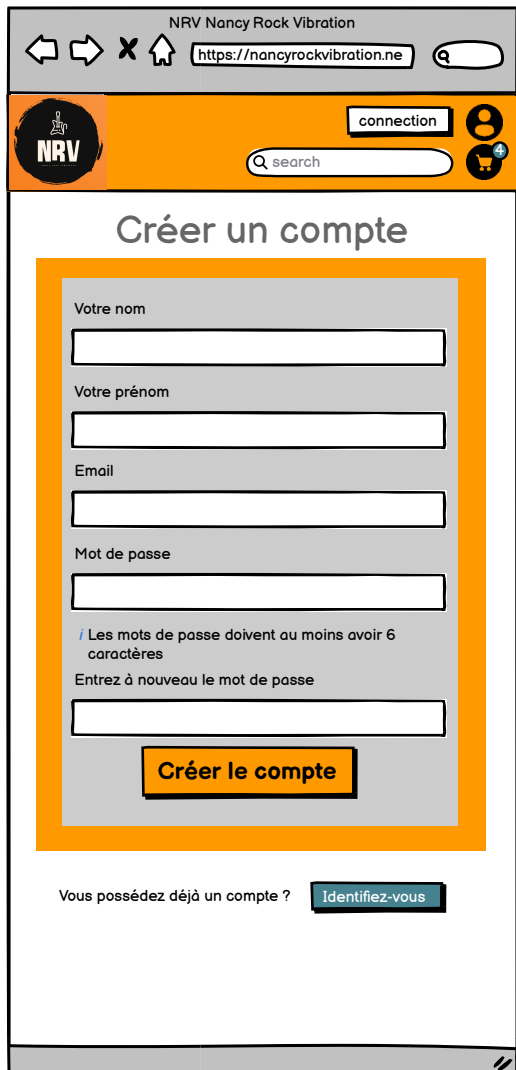 NRV Nancy Rock Vibration
https://nancyrockvibration.ne
connection
NRV
search
4
Créer un compte
Votre nom
Votre prénom
Email
Mot de passe
i Les mots de passe doivent au moins avoir 6
caractères
Entrez à nouveau le mot de passe
Créer le compte
Vous possédez déjà un compte ?
Identifiez-vous